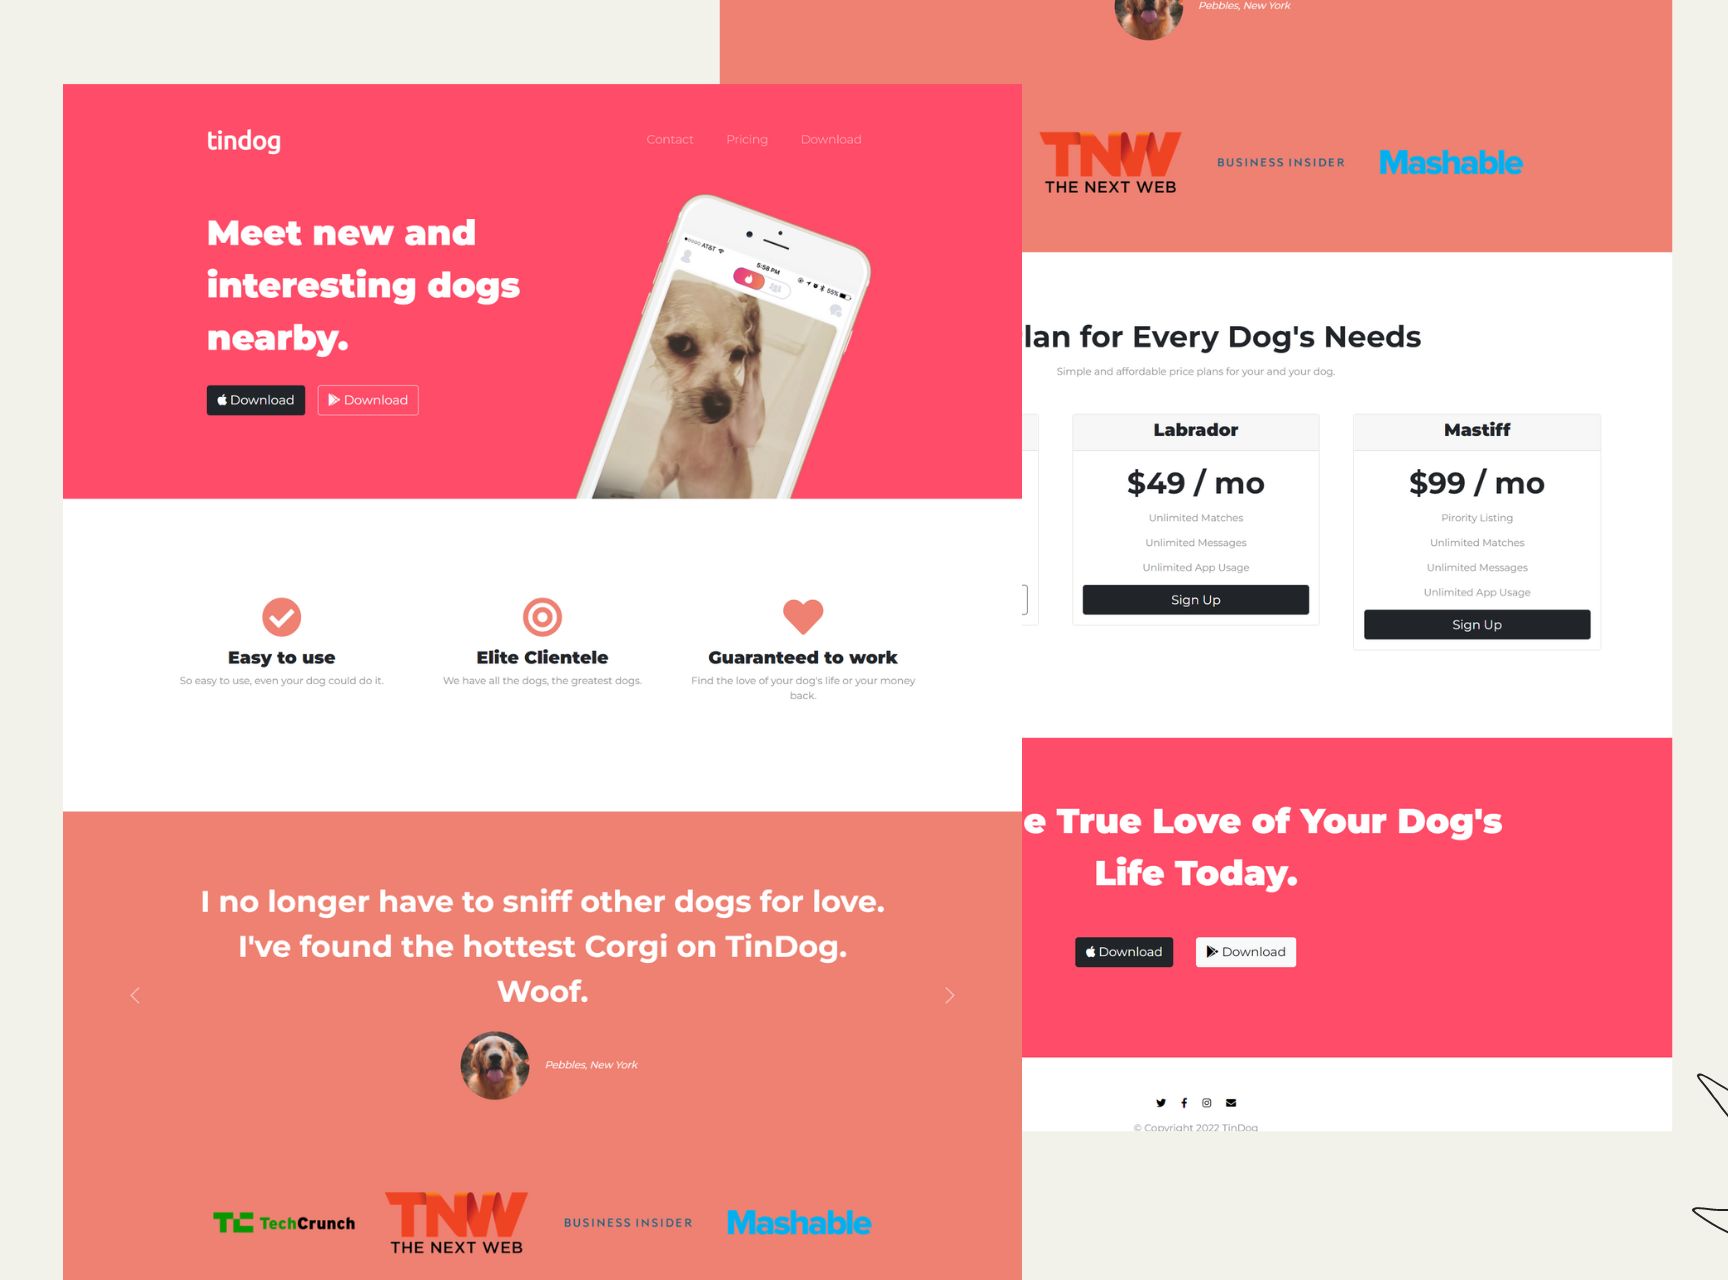 tindog
Contact Pricing Download
Meet new and
interesting dogs
nearby.
Download Download
AT&T 5:58 PM 55%
Easy to use
So easy to use, even your dog could do it.
Elite Clientele
We have all the dogs, the greatest dogs.
Guaranteed to work
Find the love of your dog's life or your money
back.
I no longer have to sniff other dogs for love.
I've found the hottest Corgi on TinDog.
Woof.
Pebbles, New York
TC TechCrunch
TNW
THE NEXT WEB
BUSINESS INSIDER
Mashable
Pebbles, New York
TNW
THE NEXT WEB
BUSINESS INSIDER
Mashable
lan for Every Dog's Needs
Simple and affordable price plans for your and your dog.
Labrador
$49 / mo
Unlimited Matches
Unlimited Messages
Unlimited App Usage
Sign Up
Mastiff
$99 / mo
Pirority Listing
Unlimited Matches
Unlimited Messages
Unlimited App Usage
Sign Up
e True Love of Your Dog's
Life Today.
Download Download
© Copyright 2022 TinDog